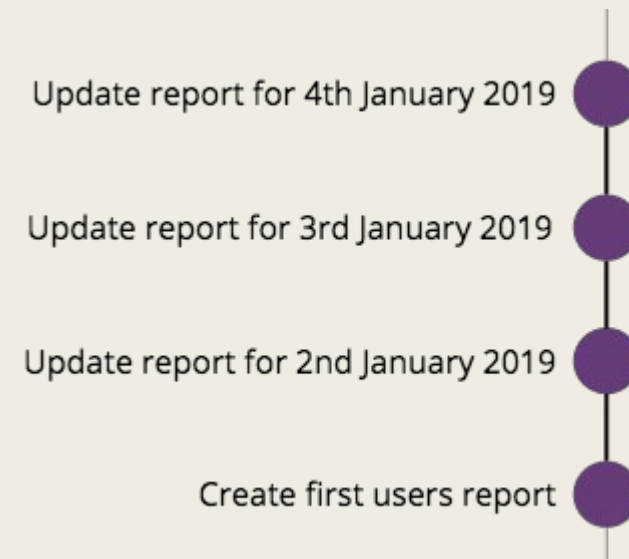 Update report for 4th January 2019
Update report for 3rd January 2019
Update report for 2nd January 2019
Create first users report